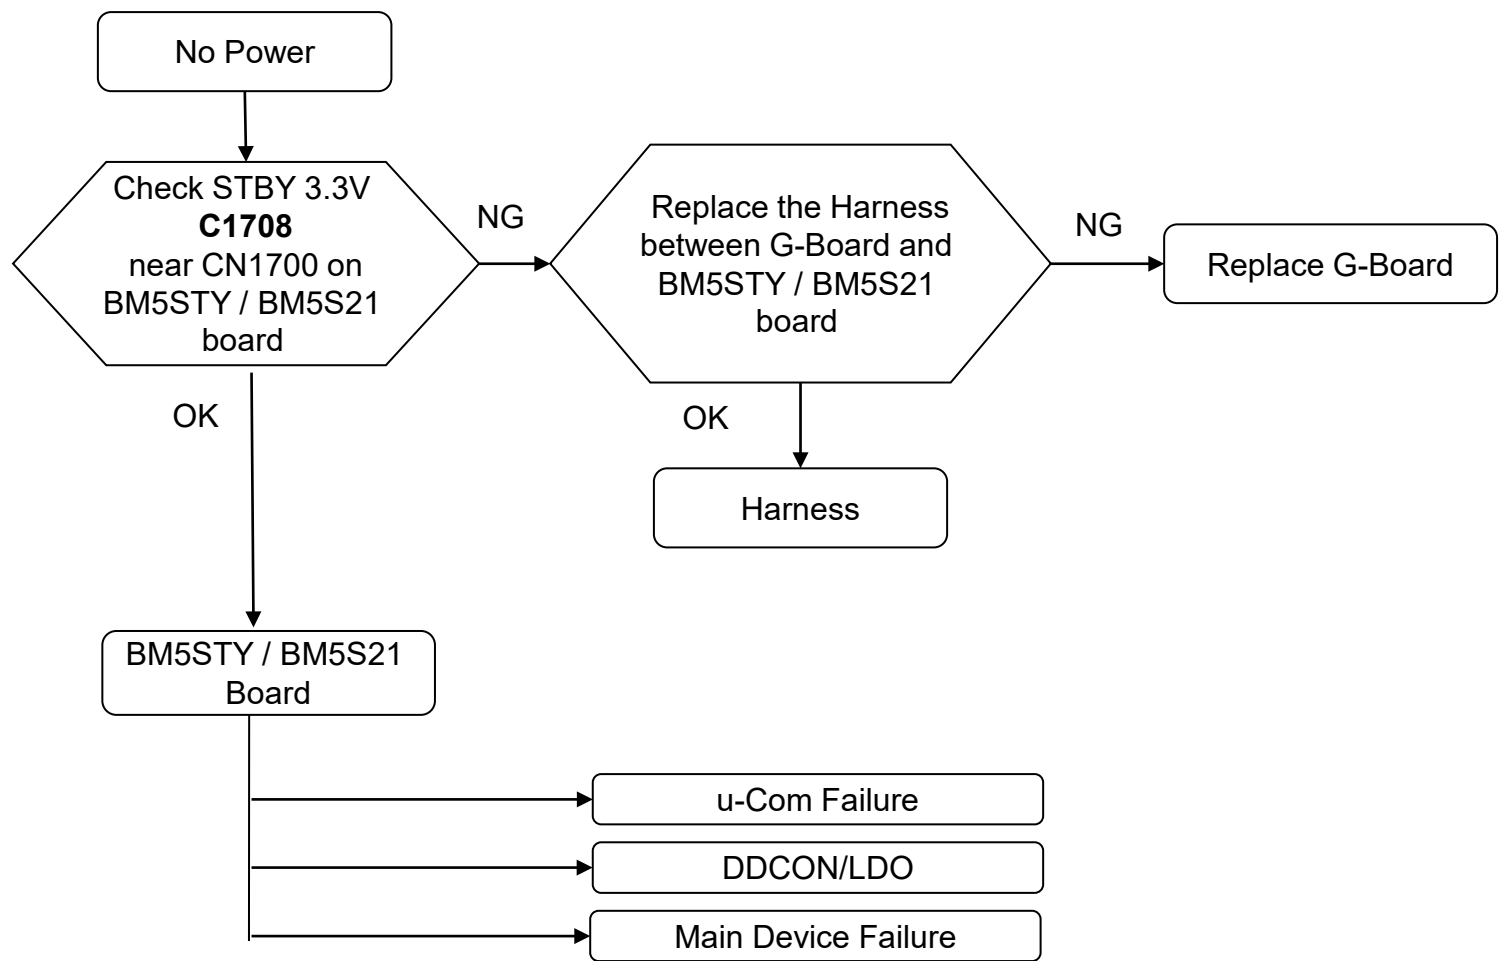 No Power
Check STBY 3.3V
C1708
near CN1700 on
BM5STY / BM5S21
board
NG
Replace the Harness
between G-Board and
BM5STY / BM5S21
board
NG
Replace G-Board
OK
OK
Harness
BM5STY / BM5S21
Board
u-Com Failure
DDCON/LDO
Main Device Failure